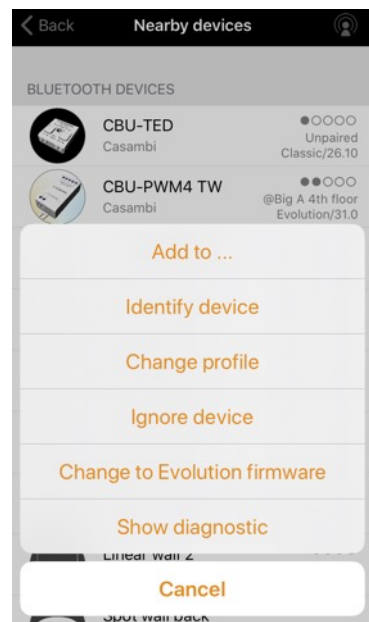 Back
Nearby devices
BLUETOOTH DEVICES
CBU-TED
Casambi
Unpaired
Classic/26.10
CBU-PWM4 TW
Casambi
@Big A 4th floor
Evolution/31.0
Add to ...
Identify device
Change profile
Ignore device
Change to Evolution firmware
Show diagnostic
Linear wall 2
Cancel
Spot wall back